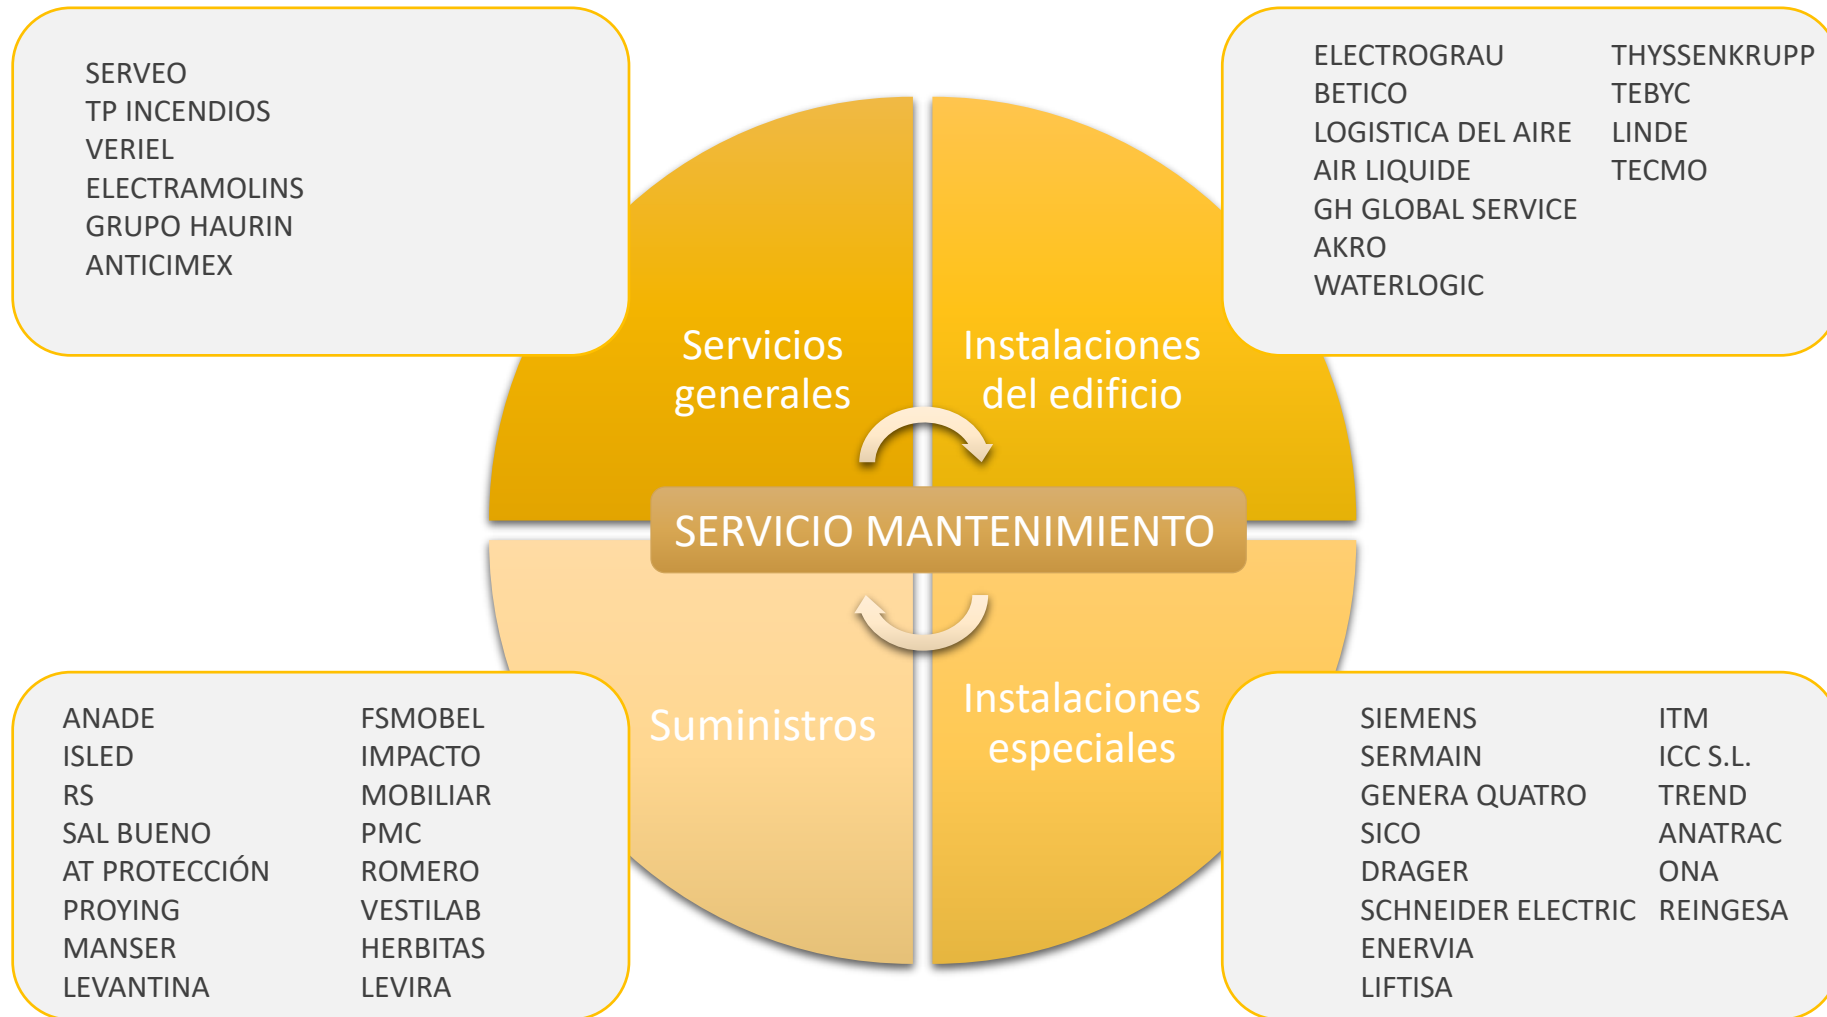 SERVEO
TP INCENDIOS
VERIEL
ELECTRAMOLINS
GRUPO HAURIN
ANTICIMEX
ELECTROGRAU
BETICO
LOGISTICA DEL AIRE
AIR LIQUIDE
GH GLOBAL SERVICE
AKRO
WATERLOGIC
THYSSENKRUPP
TEBYC
LINDE
TECMO
Servicios
generales
Instalaciones
del edificio
SERVICIO MANTENIMIENTO
Suministros
Instalaciones
especiales
ANADE
ISLED
RS
SAL BUENO
AT PROTECCIÓN
PROYING
MANSER
LEVANTINA
FSMOBEL
IMPACTO
MOBILIAR
PMC
ROMERO
VESTILAB
HERBITAS
LEVIRA
SIEMENS
SERMAIN
GENERA QUATRO
SICO
DRAGER
SCHNEIDER ELECTRIC
ENERVIA
LIFTISA
ITM
ICC S.L.
TREND
ANATRAC
ONA
REINGESA